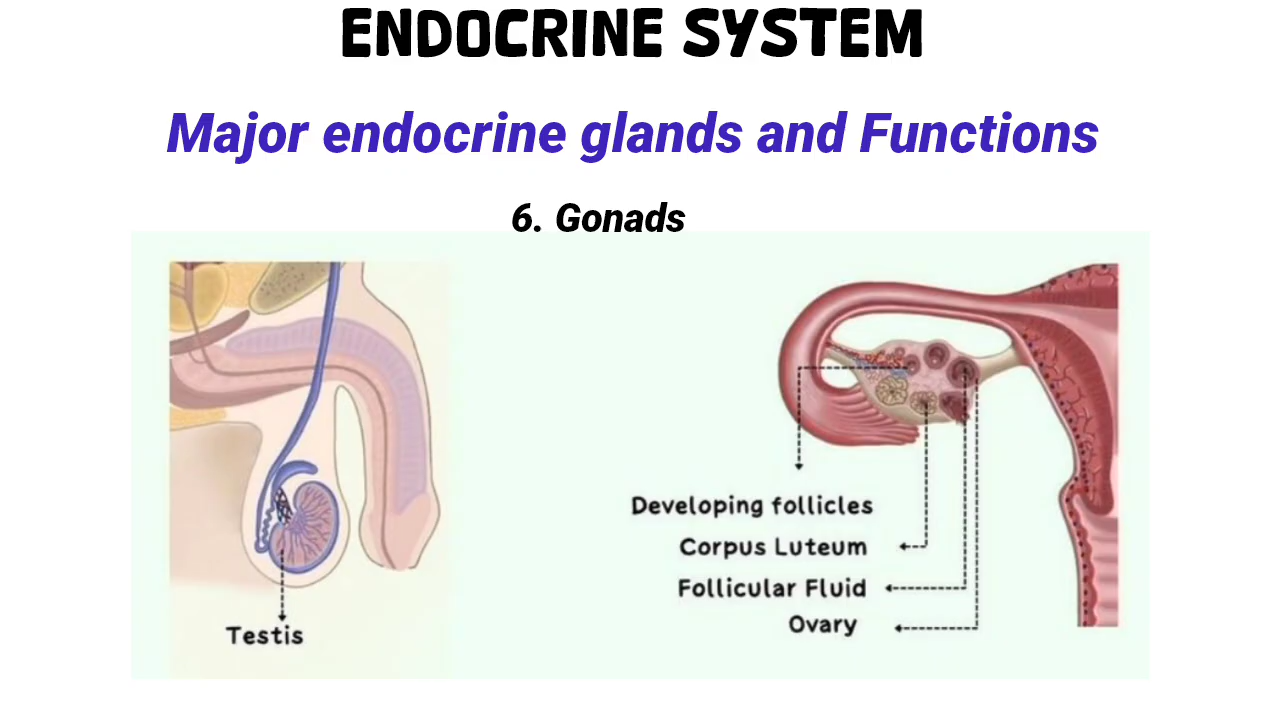 ENDOCRINE SYSTEM
Major endocrine glands and Functions
6. Gonads
Developing follicles
Corpus Luteum
Follicular Fluid
Ovary
Testis